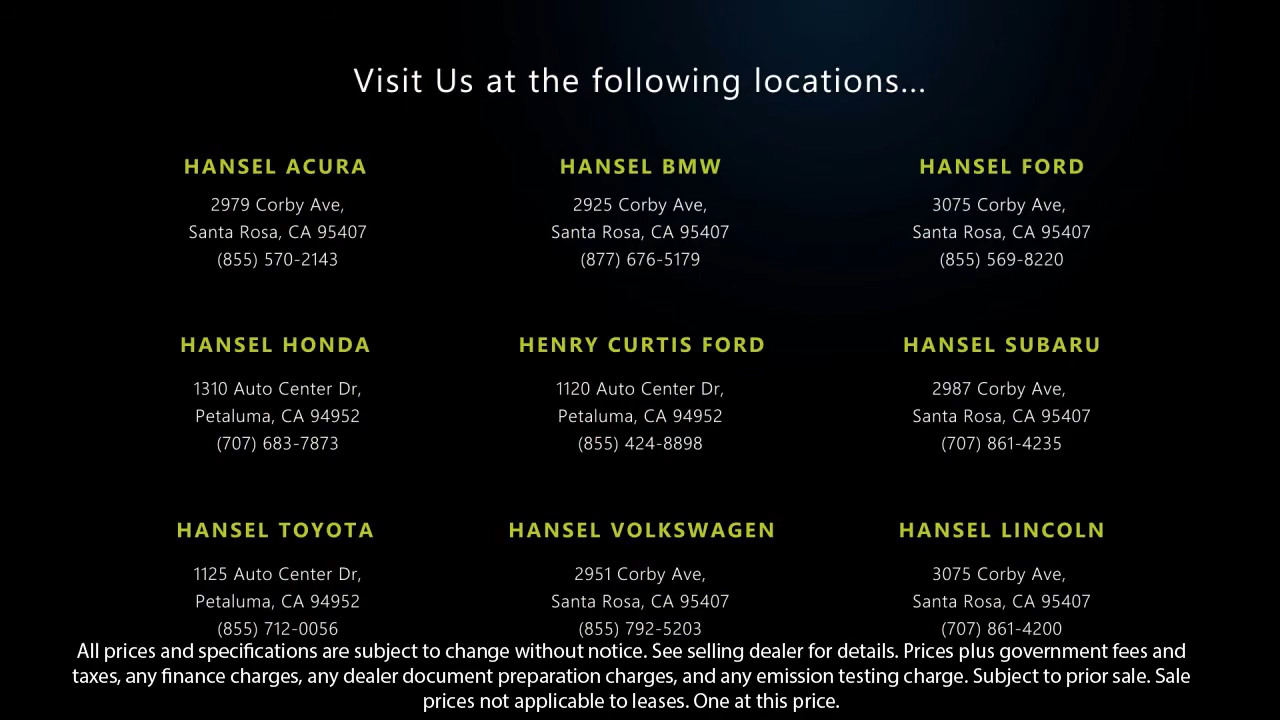 Visit Us at the following locations...
HANSEL ACURA
2979 Corby Ave,
Santa Rosa, CA 95407
(855) 570-2143
HANSEL BMW
2925 Corby Ave,
Santa Rosa, CA 95407
(877) 676-5179
HANSEL FORD
3075 Corby Ave,
Santa Rosa, CA 95407
(855) 569-8220
HANSEL HONDA
1310 Auto Center Dr,
Petaluma, CA 94952
(707) 683-7873
HENRY CURTIS FORD
1120 Auto Center Dr,
Petaluma, CA 94952
(855) 424-8898
HANSEL SUBARU
2987 Corby Ave,
Santa Rosa, CA 95407
(707) 861-4235
HANSEL TOYOTA
1125 Auto Center Dr,
Petaluma, CA 94952
(855) 712-0056
HANSEL VOLKSWAGEN
2951 Corby Ave,
Santa Rosa, CA 95407
(855) 792-5203
HANSEL LINCOLN
3075 Corby Ave,
Santa Rosa, CA 95407
(707) 861-4200
All prices and specifications are subject to change without notice. See selling dealer for details. Prices plus government fees and
taxes, any finance charges, any dealer document preparation charges, and any emission testing charge. Subject to prior sale. Sale
prices not applicable to leases. One at this price.